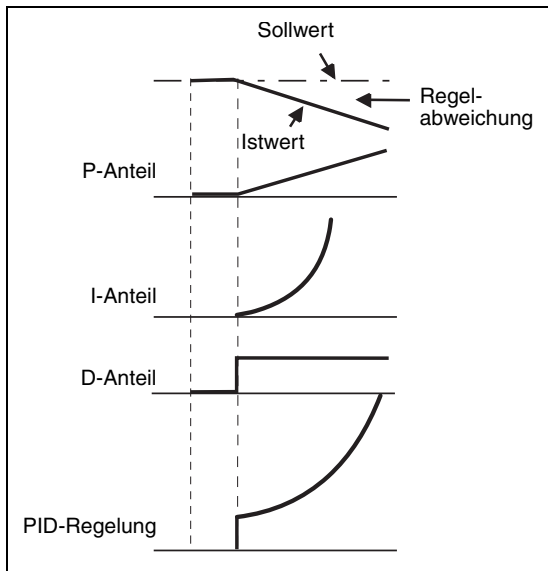 Sollwert
Regel-
abweichung
Istwert
P-Anteil
I-Anteil
D-Anteil
PID-Regelung